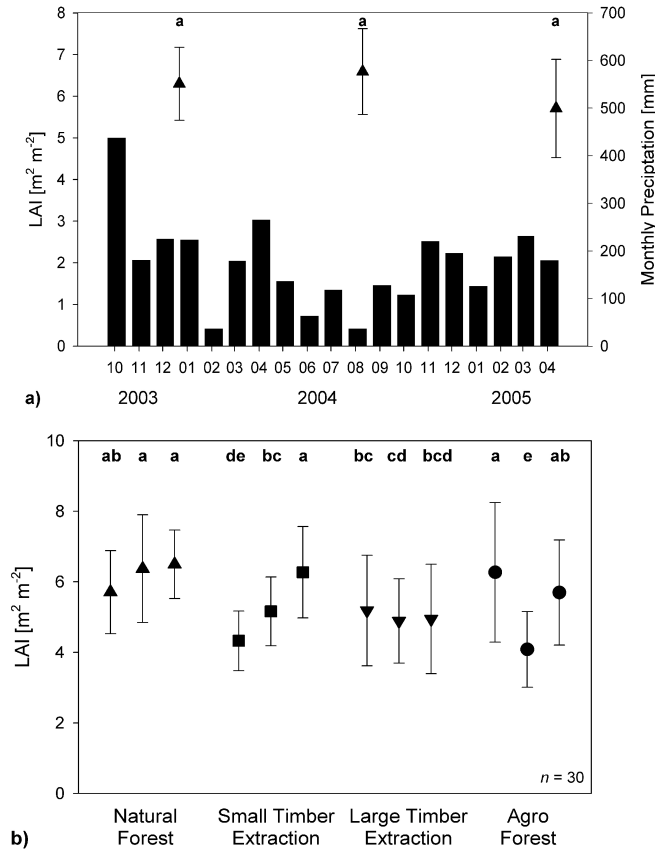 8
7
6
5
4
3
2
1
0
LAI [m² m⁻²]
a a a
700
600
500
400
300
200
100
0
Monthly Preciptation [mm]
10 11 12 01 02 03 04 05 06 07 08 09 10 11 12 01 02 03 04
2003 2004 2005
a)
10
8
6
4
2
0
LAI [m² m⁻²]
ab a a de bc a bc cd bcd a e ab
n = 30
Natural Forest
Small Timber Extraction
Large Timber Extraction
Agro Forest
b)